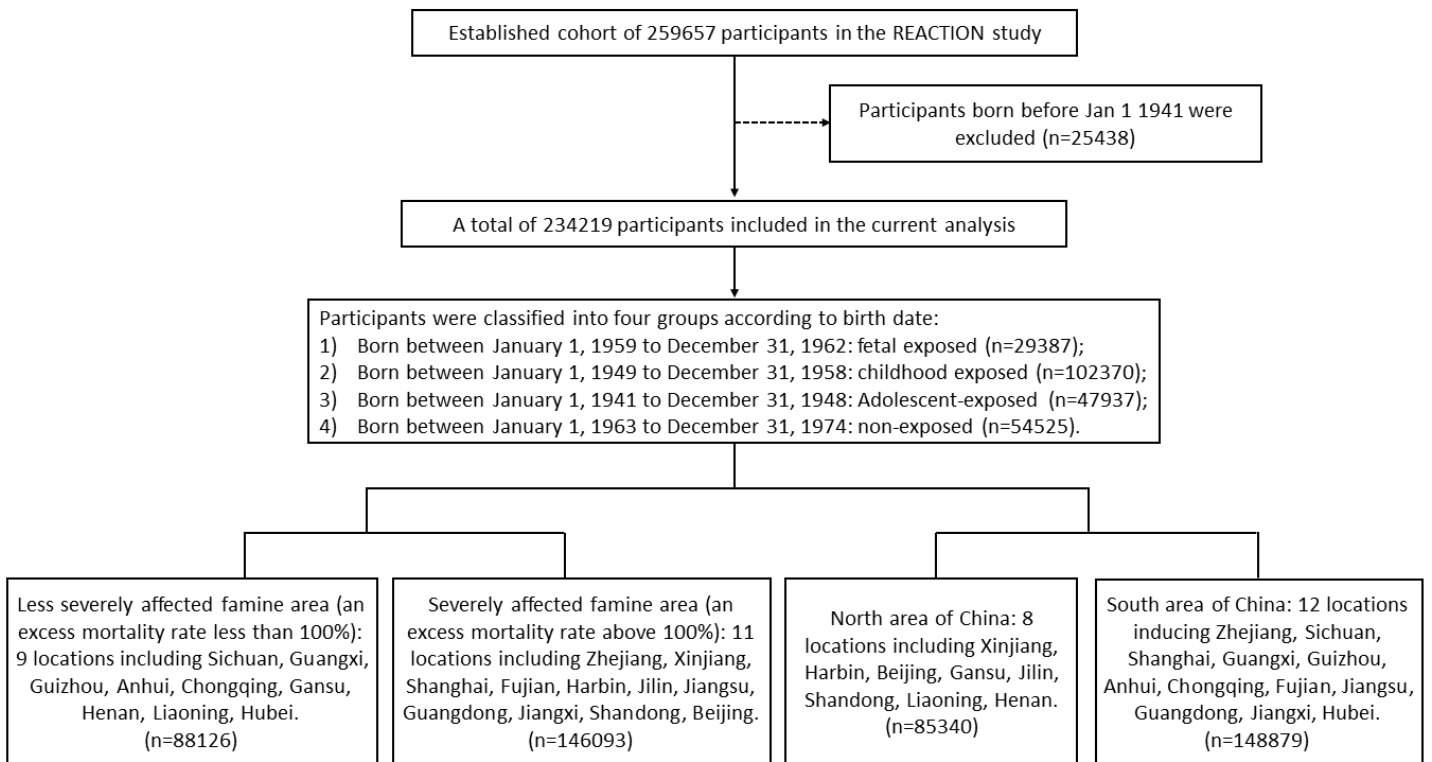 Established cohort of 259657 participants in the REACTION study
Participants born before Jan 1 1941 were
excluded (n=25438)
A total of 234219 participants included in the current analysis
Participants were classified into four groups according to birth date:
1) Born between January 1, 1959 to December 31, 1962: fetal exposed (n=29387);
2) Born between January 1, 1949 to December 31, 1958: childhood exposed (n=102370);
3) Born between January 1, 1941 to December 31, 1948: Adolescent-exposed (n=47937);
4) Born between January 1, 1963 to December 31, 1974: non-exposed (n=54525).
Less severely affected famine area (an
excess mortality rate less than 100%):
9 locations including Sichuan, Guangxi,
Guizhou, Anhui, Chongqing, Gansu,
Henan, Liaoning, Hubei.
(n=88126)
Severely affected famine area (an
excess mortality rate above 100%): 11
locations including Zhejiang, Xinjiang,
Shanghai, Fujian, Harbin, Jilin, Jiangsu,
Guangdong, Jiangxi, Shandong, Beijing.
(n=146093)
North area of China: 8
locations including Xinjiang,
Harbin, Beijing, Gansu, Jilin,
Shandong, Liaoning, Henan.
(n=85340)
South area of China: 12 locations
inducing Zhejiang, Sichuan,
Shanghai, Guangxi, Guizhou,
Anhui, Chongqing, Fujian, Jiangsu,
Guangdong, Jiangxi, Hubei.
(n=148879)